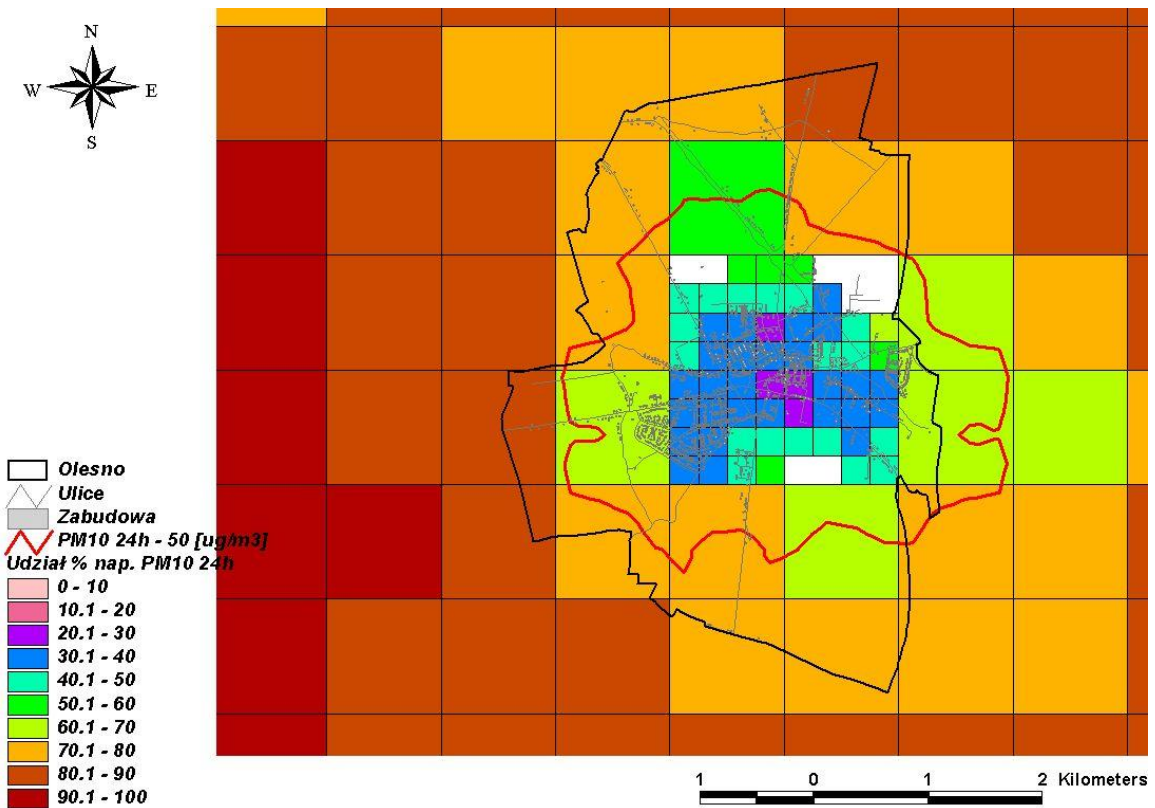 N
W E
S
Olesno
Ulice
Zabudowa
PM10 24h - 50 [ug/m3]
Udział % nap. PM10 24h
0 - 10
10.1 - 20
20.1 - 30
30.1 - 40
40.1 - 50
50.1 - 60
60.1 - 70
70.1 - 80
80.1 - 90
90.1 - 100
1 0 1 2 Kilometers